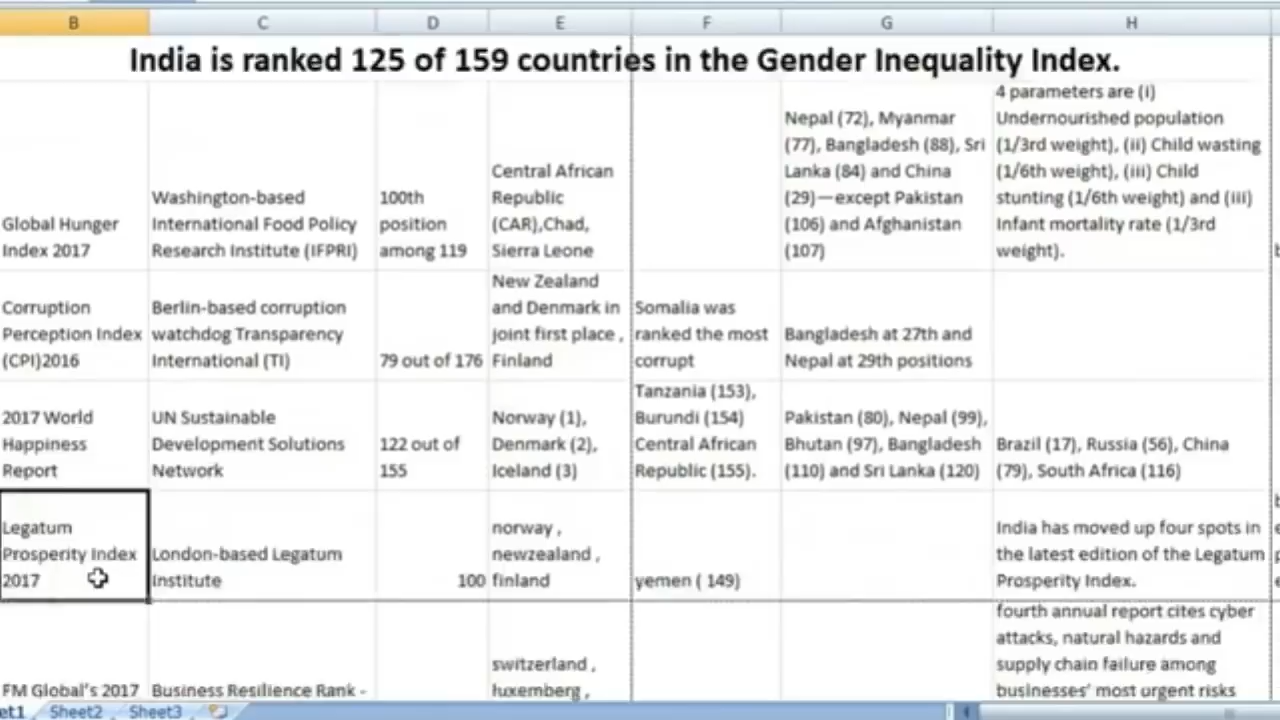 B C D E F G H
India is ranked 125 of 159 countries in the Gender Inequality Index.
Global Hunger
Index 2017
Washington-based
International Food Policy
Research Institute (IFPRI)
100th
position
among 119
Central African
Republic
(CAR),Chad,
Sierra Leone
Nepal (72), Myanmar
(77), Bangladesh (88), Sri
Lanka (84) and China
(29)—except Pakistan
(106) and Afghanistan
(107)
4 parameters are (i)
Undernourished population
(1/3rd weight), (ii) Child wasting
(1/6th weight), (iii) Child
stunting (1/6th weight) and (iii)
Infant mortality rate (1/3rd
weight).
Corruption
Perception Index
(CPI)2016
Berlin-based corruption
watchdog Transparency
International (TI)
79 out of 176
New Zealand
and Denmark in
joint first place ,
Finland
Somalia was
ranked the most
corrupt
Bangladesh at 27th and
Nepal at 29th positions
2017 World
Happiness
Report
UN Sustainable
Development Solutions
Network
122 out of
155
Norway (1),
Denmark (2),
Iceland (3)
Tanzania (153),
Burundi (154)
Central African
Republic (155).
Pakistan (80), Nepal (99),
Bhutan (97), Bangladesh
(110) and Sri Lanka (120)
Brazil (17), Russia (56), China
(79), South Africa (116)
Legatum
Prosperity Index
2017
London-based Legatum
Institute
100
norway ,
newzealand ,
finland
yemen ( 149)
India has moved up four spots in
the latest edition of the Legatum
Prosperity Index.
FM Global's 2017
Business Resilience Rank -
switzerland ,
luxemberg ,
fourth annual report cites cyber
attacks, natural hazards and
supply chain failure among
businesses' most urgent risks
et1 Sheet2 Sheet3